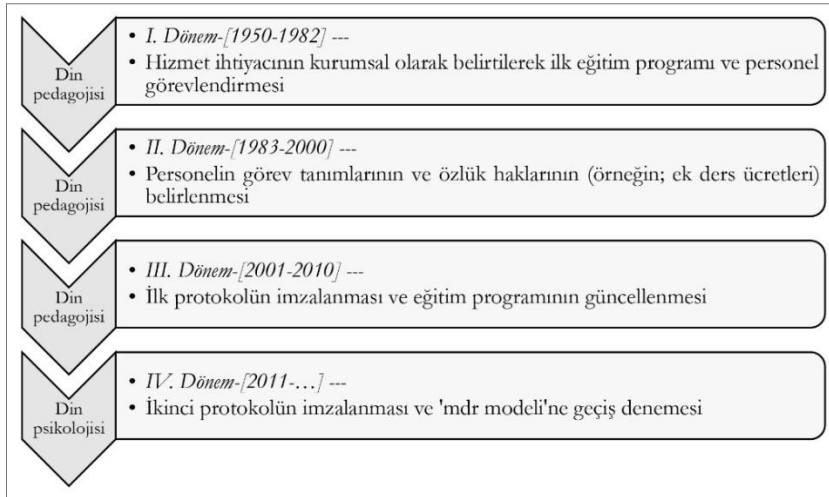 Din
pedagojisi
• I. Dönem-[1950-1982] ---
• Hizmet ihtiyacının kurumsal olarak belirtilerek ilk eğitim programı ve personel
görevlendirmesi
Din
pedagojisi
• II. Dönem-[1983-2000] ---
• Personelin görev tanımlarının ve özlük haklarının (örneğin; ek ders ücretleri)
belirlenmesi
Din
pedagojisi
• III. Dönem-[2001-2010] ---
• İlk protokolün imzalanması ve eğitim programının güncellenmesi
Din
psikolojisi
• IV. Dönem-[2011-…] ---
• İkinci protokolün imzalanması ve 'mdr modeli'ne geçiş denemesi